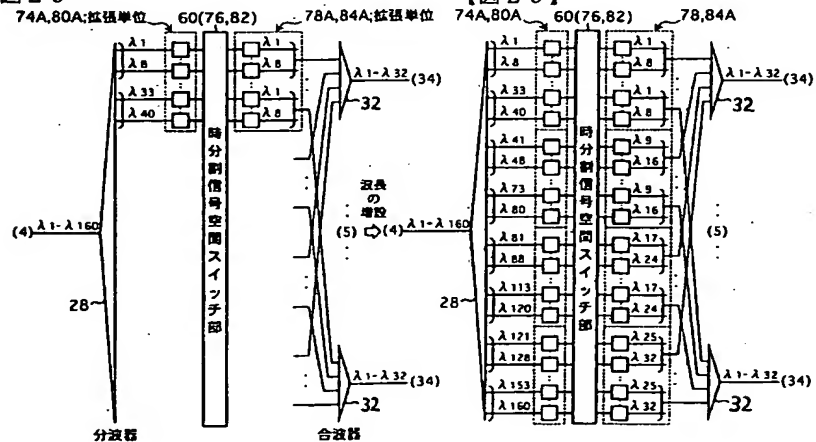 74A,80A;拡張単位
60(76,82)
78A,84A;拡張単位
λ1
λ8
λ33
λ40
λ1
λ8
λ1
λ8
時分割信号空間スイッチ部
λ1-λ32
(34)
32
(4)
λ1-λ160
28
(5)
λ1-λ32
(34)
32
分波器
合波器
波長の増設
74A,80A
60(76,82)
78,84A
λ1
λ8
λ33
λ40
λ41
λ48
λ73
λ80
λ81
λ88
λ113
λ120
λ121
λ128
λ153
λ160
時分割信号空間スイッチ部
λ1
λ8
λ1
λ8
λ9
λ16
λ9
λ16
λ17
λ24
λ17
λ24
λ25
λ32
λ25
λ32
(4)
λ1-λ160
28
λ1-λ32
(34)
32
(5)
λ1-λ32
(34)
32